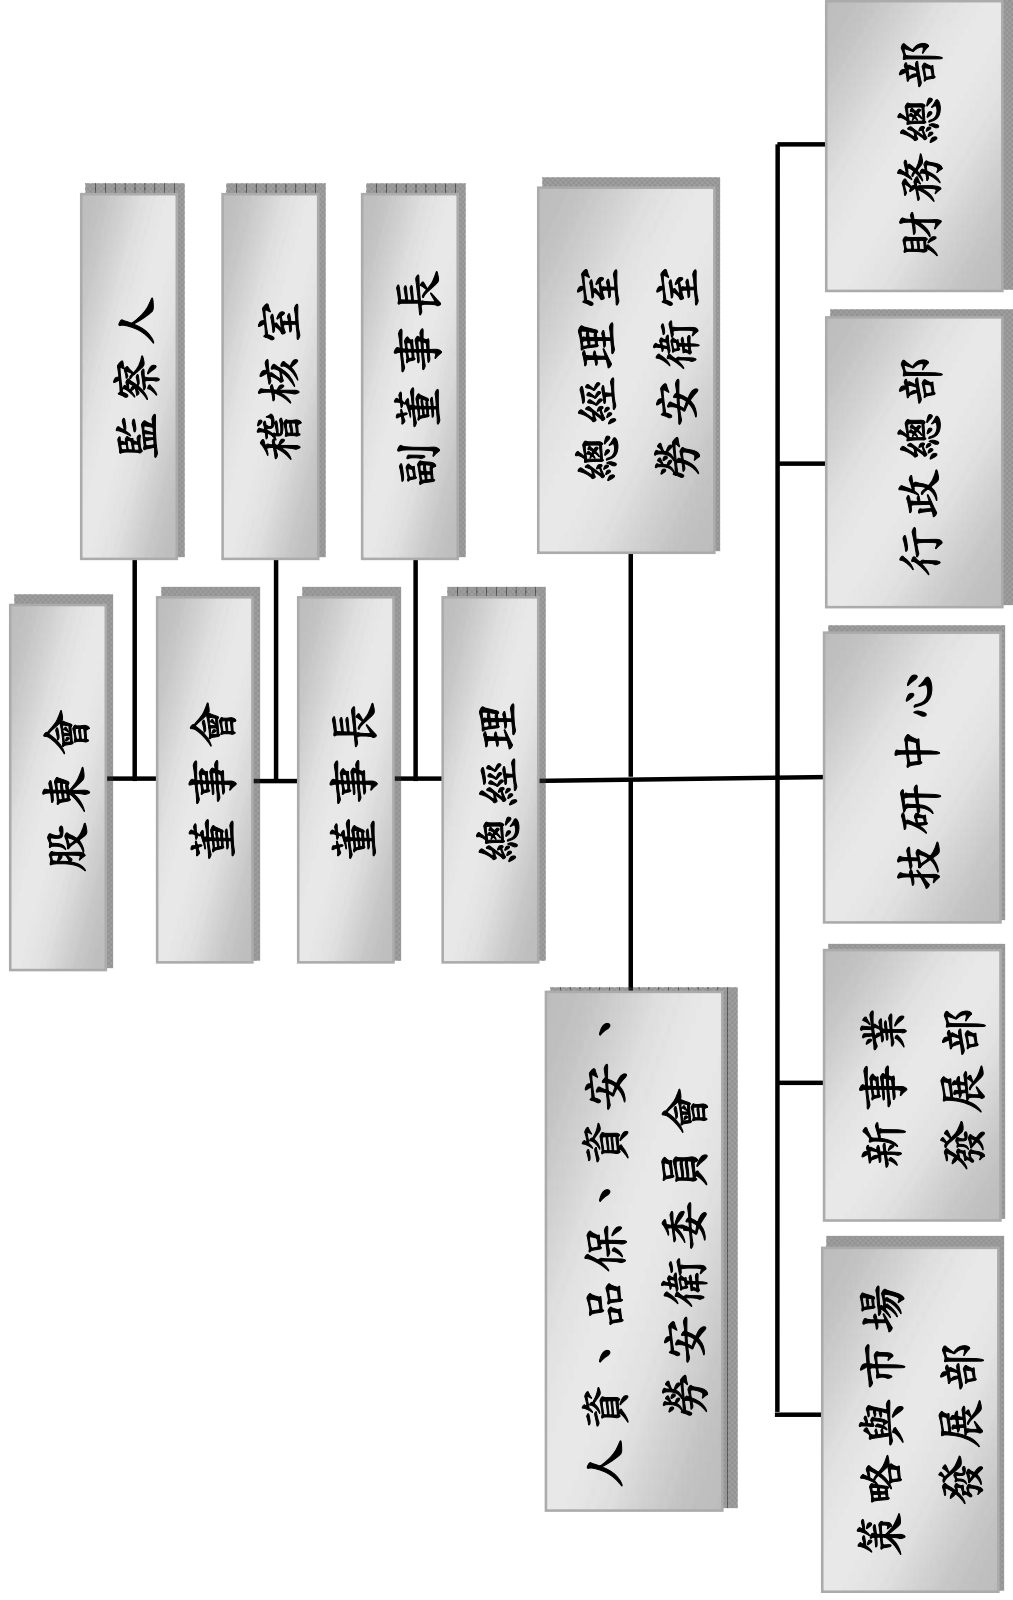 股東會
監察人
董事會
稽核室
董事長
副董事長
總經理
人資、品保、資安、
勞安衛委員會
總經理室
勞安衛室
策略與市場
發展部
新事業
發展部
技研中心
行政總部
財務總部